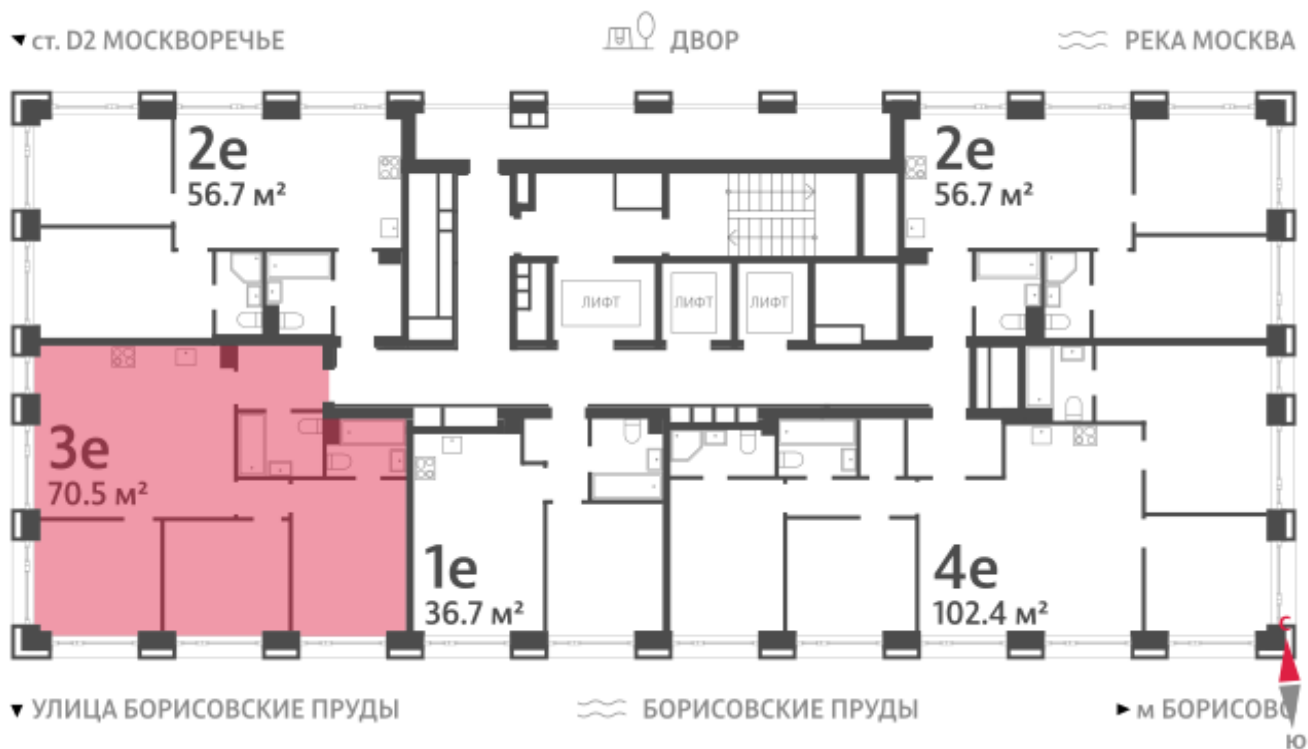 ст. D2 МОСКВОРЕЧЬЕ
ДВОР
РЕКА МОСКВА
2е
56.7 м²
2е
56.7 м²
ЛИФТ
ЛИФТ
ЛИФТ
3е
70.5 м²
1е
36.7 м²
4е
102.4 м²
С
УЛИЦА БОРИСОВСКИЕ ПРУДЫ
БОРИСОВСКИЕ ПРУДЫ
м БОРИСОВО
Ю